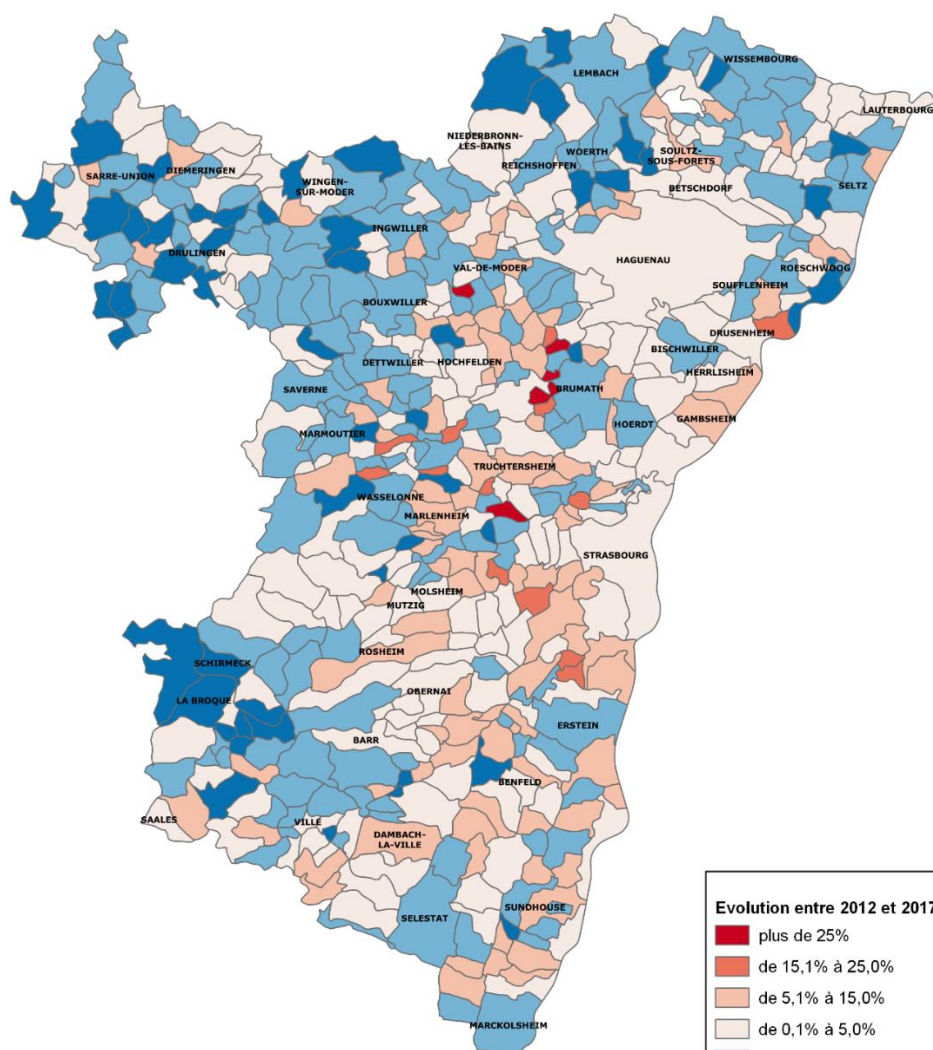 WISSEMBOURG
LEMBACH
LAUTERBOURG
NIEDERBRONN-
LES-BAINS
WOERTH
SOULTZ-
SOUS-FORETS
REICHSHOFFEN
SARRE-UNION
DIEMERINGEN
WINGEN-
SUR-MODER
BETSCHDORF
SELTZ
INGWILLER
DRULINGEN
HAGUENAU
VAL-DE-MODER
ROESCHWOOG
SOUFFLENHEIM
BOUXWILLER
DRUSENHEIM
BISCHWILLER
DETTWILLER
HOCHFELDEN
HERRLISHEIM
SAVERNE
BRUMATH
GAMBSHEIM
HOERDT
MARMOUTIER
TRUCHTERSHEIM
WASSELONNE
MARLENHEIM
STRASBOURG
MOLSHEIM
MUTZIG
ROSHEIM
SCHIRMECK
OBERNAI
LA BROQUE
ERSTEIN
BARR
BENFELD
SAALES
VILLÉ
DAMBACH-
LA-VILLE
SUNDHOUSE
SELESTAT
MARCKOLSHEIM
Evolution entre 2012 et 2017
plus de 25%
de 15,1% à 25,0%
de 5,1% à 15,0%
de 0,1% à 5,0%